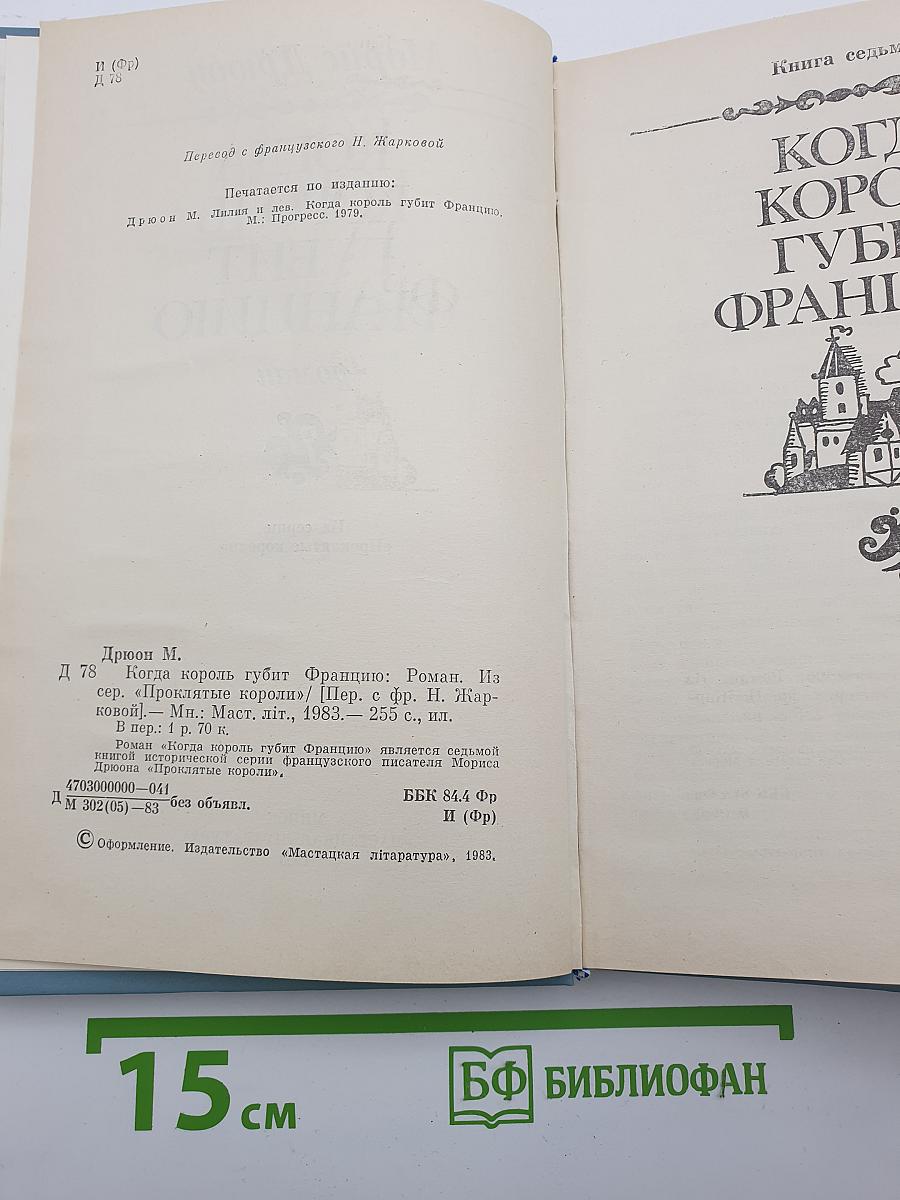 И (Фр)
Д 78
Перевод с французского Н. Жарковой
Печатается по изданию:
Дрюон М. Лилия и лев. Когда король губит Францию.
М.: Прогресс. 1979.
Дрюон М.
Д 78 Когда король губит Францию: Роман. Из
сер. «Проклятые короли»/ [Пер. с фр. Н. Жар-
ковой].— Мн.: Маст. літ., 1983.— 255 с., ил.
В пер.: 1 р. 70 к.
Роман «Когда король губит Францию» является седьмой
книгой исторической серии французского писателя Мориса
Дрюона «Проклятые короли».
Д 4703000000—041
М 302(05)—83 без объявл.
ББК 84.4 Фр
И (Фр)
© Оформление. Издательство «Мастацкая літаратура», 1983.
Книга седьм
КОГД
КОРО
ГУБИ
ФРАНЦ
15 см
БФ БИБЛИОФАН